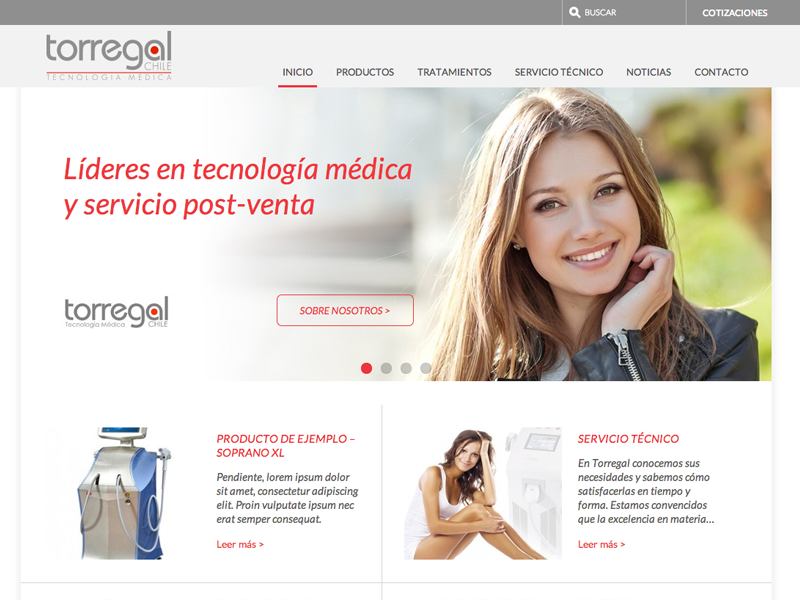 BUSCAR
COTIZACIONES
torregal
CHILE
TECNOLOGIA MEDICA
INICIO
PRODUCTOS
TRATAMIENTOS
SERVICIO TÉCNICO
NOTICIAS
CONTACTO
Líderes en tecnología médica
y servicio post-venta
torregal
Tecnología Médica
CHILE
SOBRE NOSOTROS >
PRODUCTO DE EJEMPLO –
SOPRANO XL
Pendiente, lorem ipsum dolor
sit amet, consectetur adipiscing
elit. Proin vulputate ipsum nec
erat semper consequat.
Leer más >
SERVICIO TÉCNICO
En Torregal conocemos sus
necesidades y sabemos cómo
satisfacerlas en tiempo y
forma. Estamos convencidos
que la excelencia en materia...
Leer más >